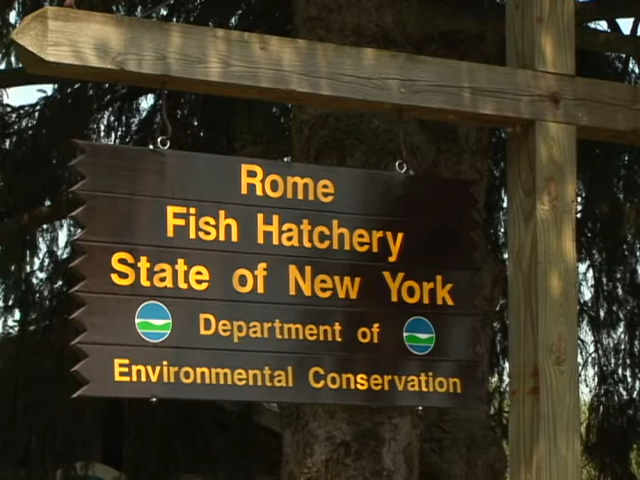 Rome
Fish Hatchery
State of New York
Department of
Environmental Conservation